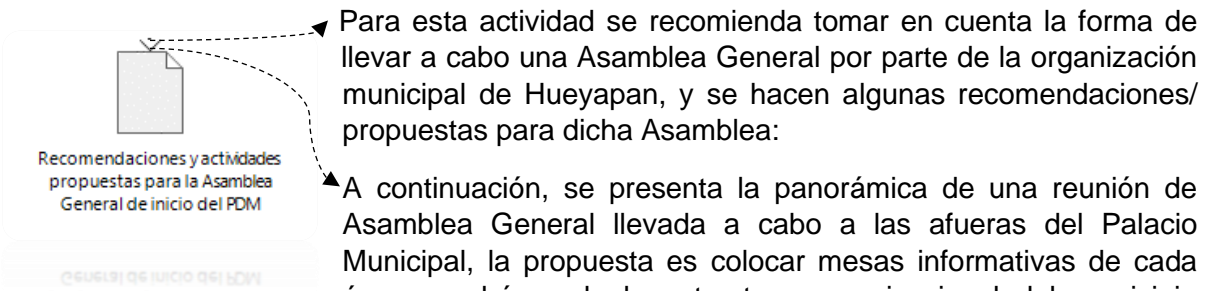 Para esta actividad se recomienda tomar en cuenta la forma de
llevar a cabo una Asamblea General por parte de la organización
municipal de Hueyapan, y se hacen algunas recomendaciones/
propuestas para dicha Asamblea:
Recomendaciones y actividades
propuestas para la Asamblea
General de inicio del PDM
A continuación, se presenta la panorámica de una reunión de
Asamblea General llevada a cabo a las afueras del Palacio
Municipal, la propuesta es colocar mesas informativas de cada